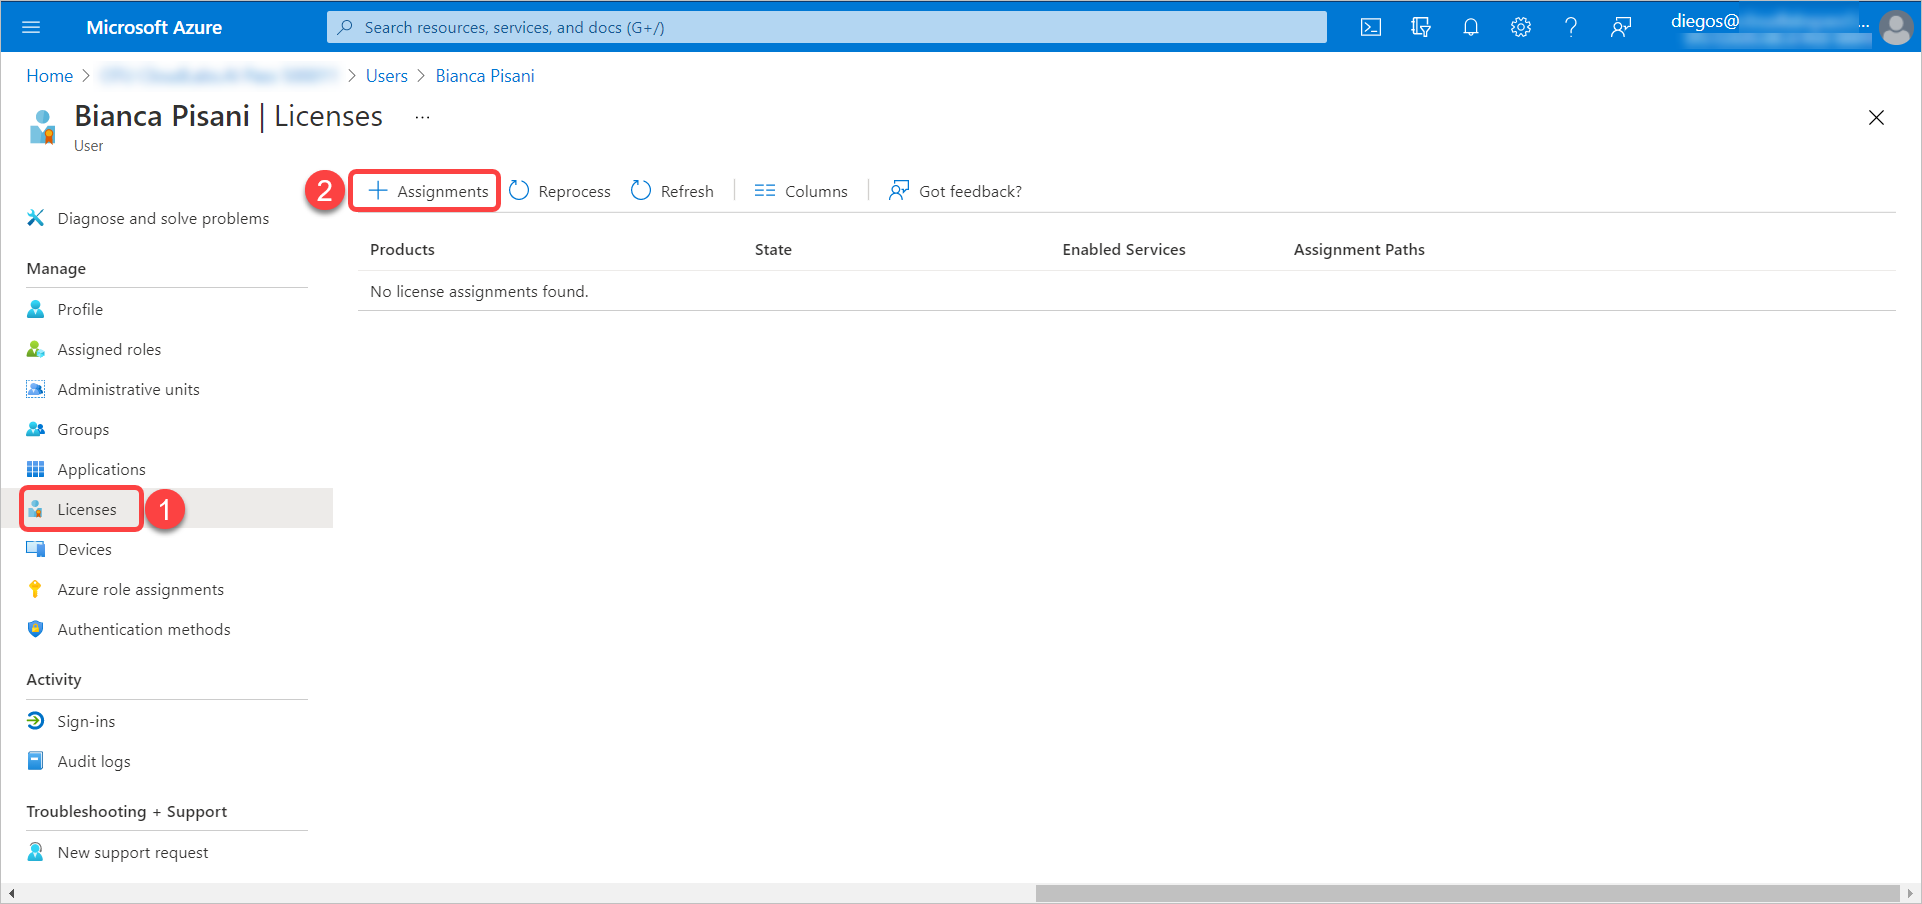 Microsoft Azure
Search resources, services, and docs (G+/)
diegos@
...
Home > > Users > Bianca Pisani
Bianca Pisani | Licenses ...
User
2
+ Assignments Reprocess Refresh Columns Got feedback?
Diagnose and solve problems
Products State Enabled Services Assignment Paths
No license assignments found.
Manage
Profile
Assigned roles
Administrative units
Groups
Applications
Licenses 1
Devices
Azure role assignments
Authentication methods
Activity
Sign-ins
Audit logs
Troubleshooting + Support
New support request